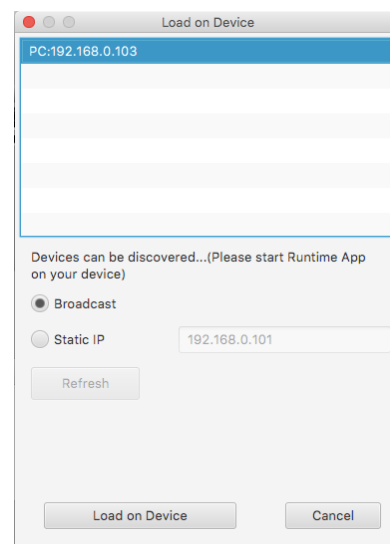 Load on Device
PC:192.168.0.103
Devices can be discovered...(Please start Runtime App
on your device)
Broadcast
Static IP
192.168.0.101
Refresh
Load on Device
Cancel